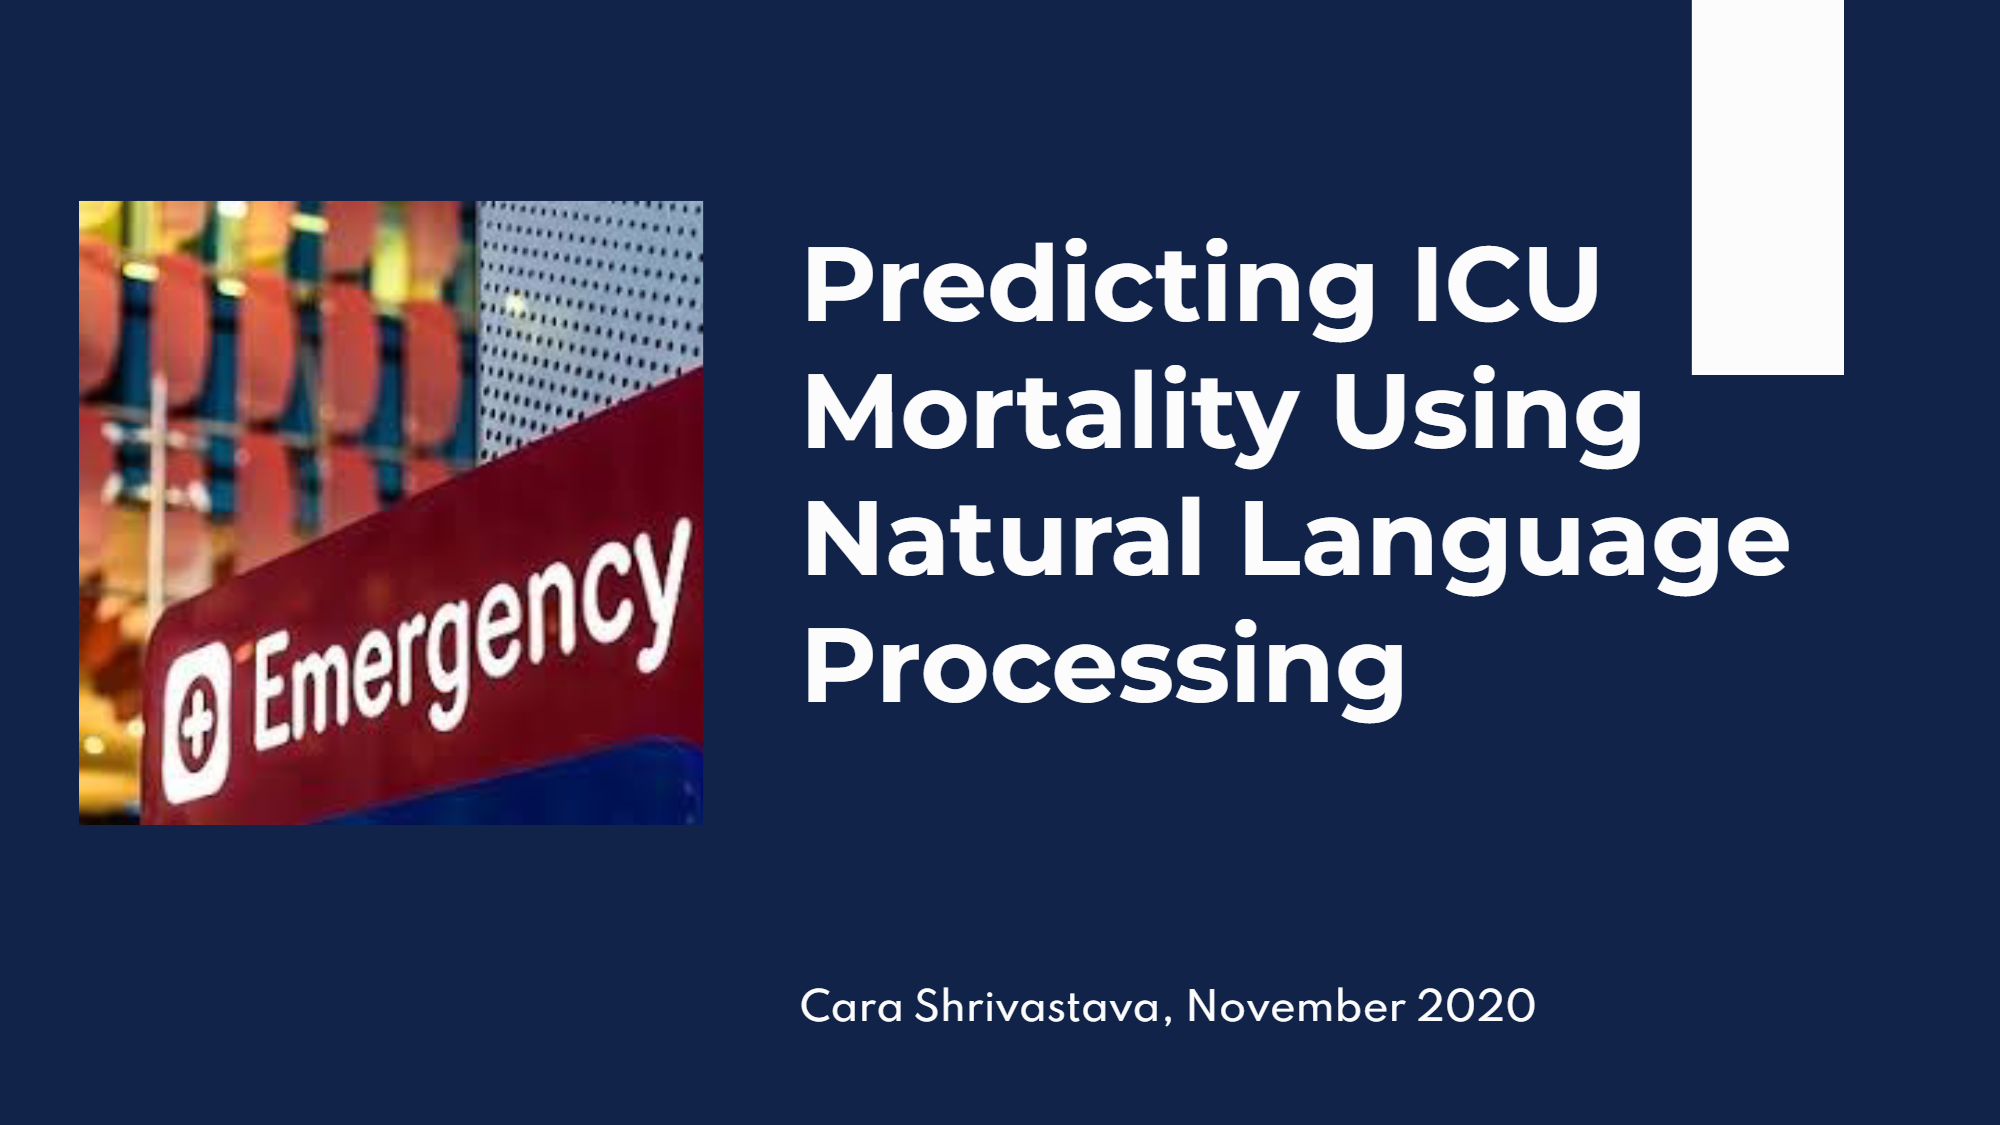 Emergency
Predicting ICU
Mortality Using
Natural Language
Processing
Cara Shrivastava, November 2020